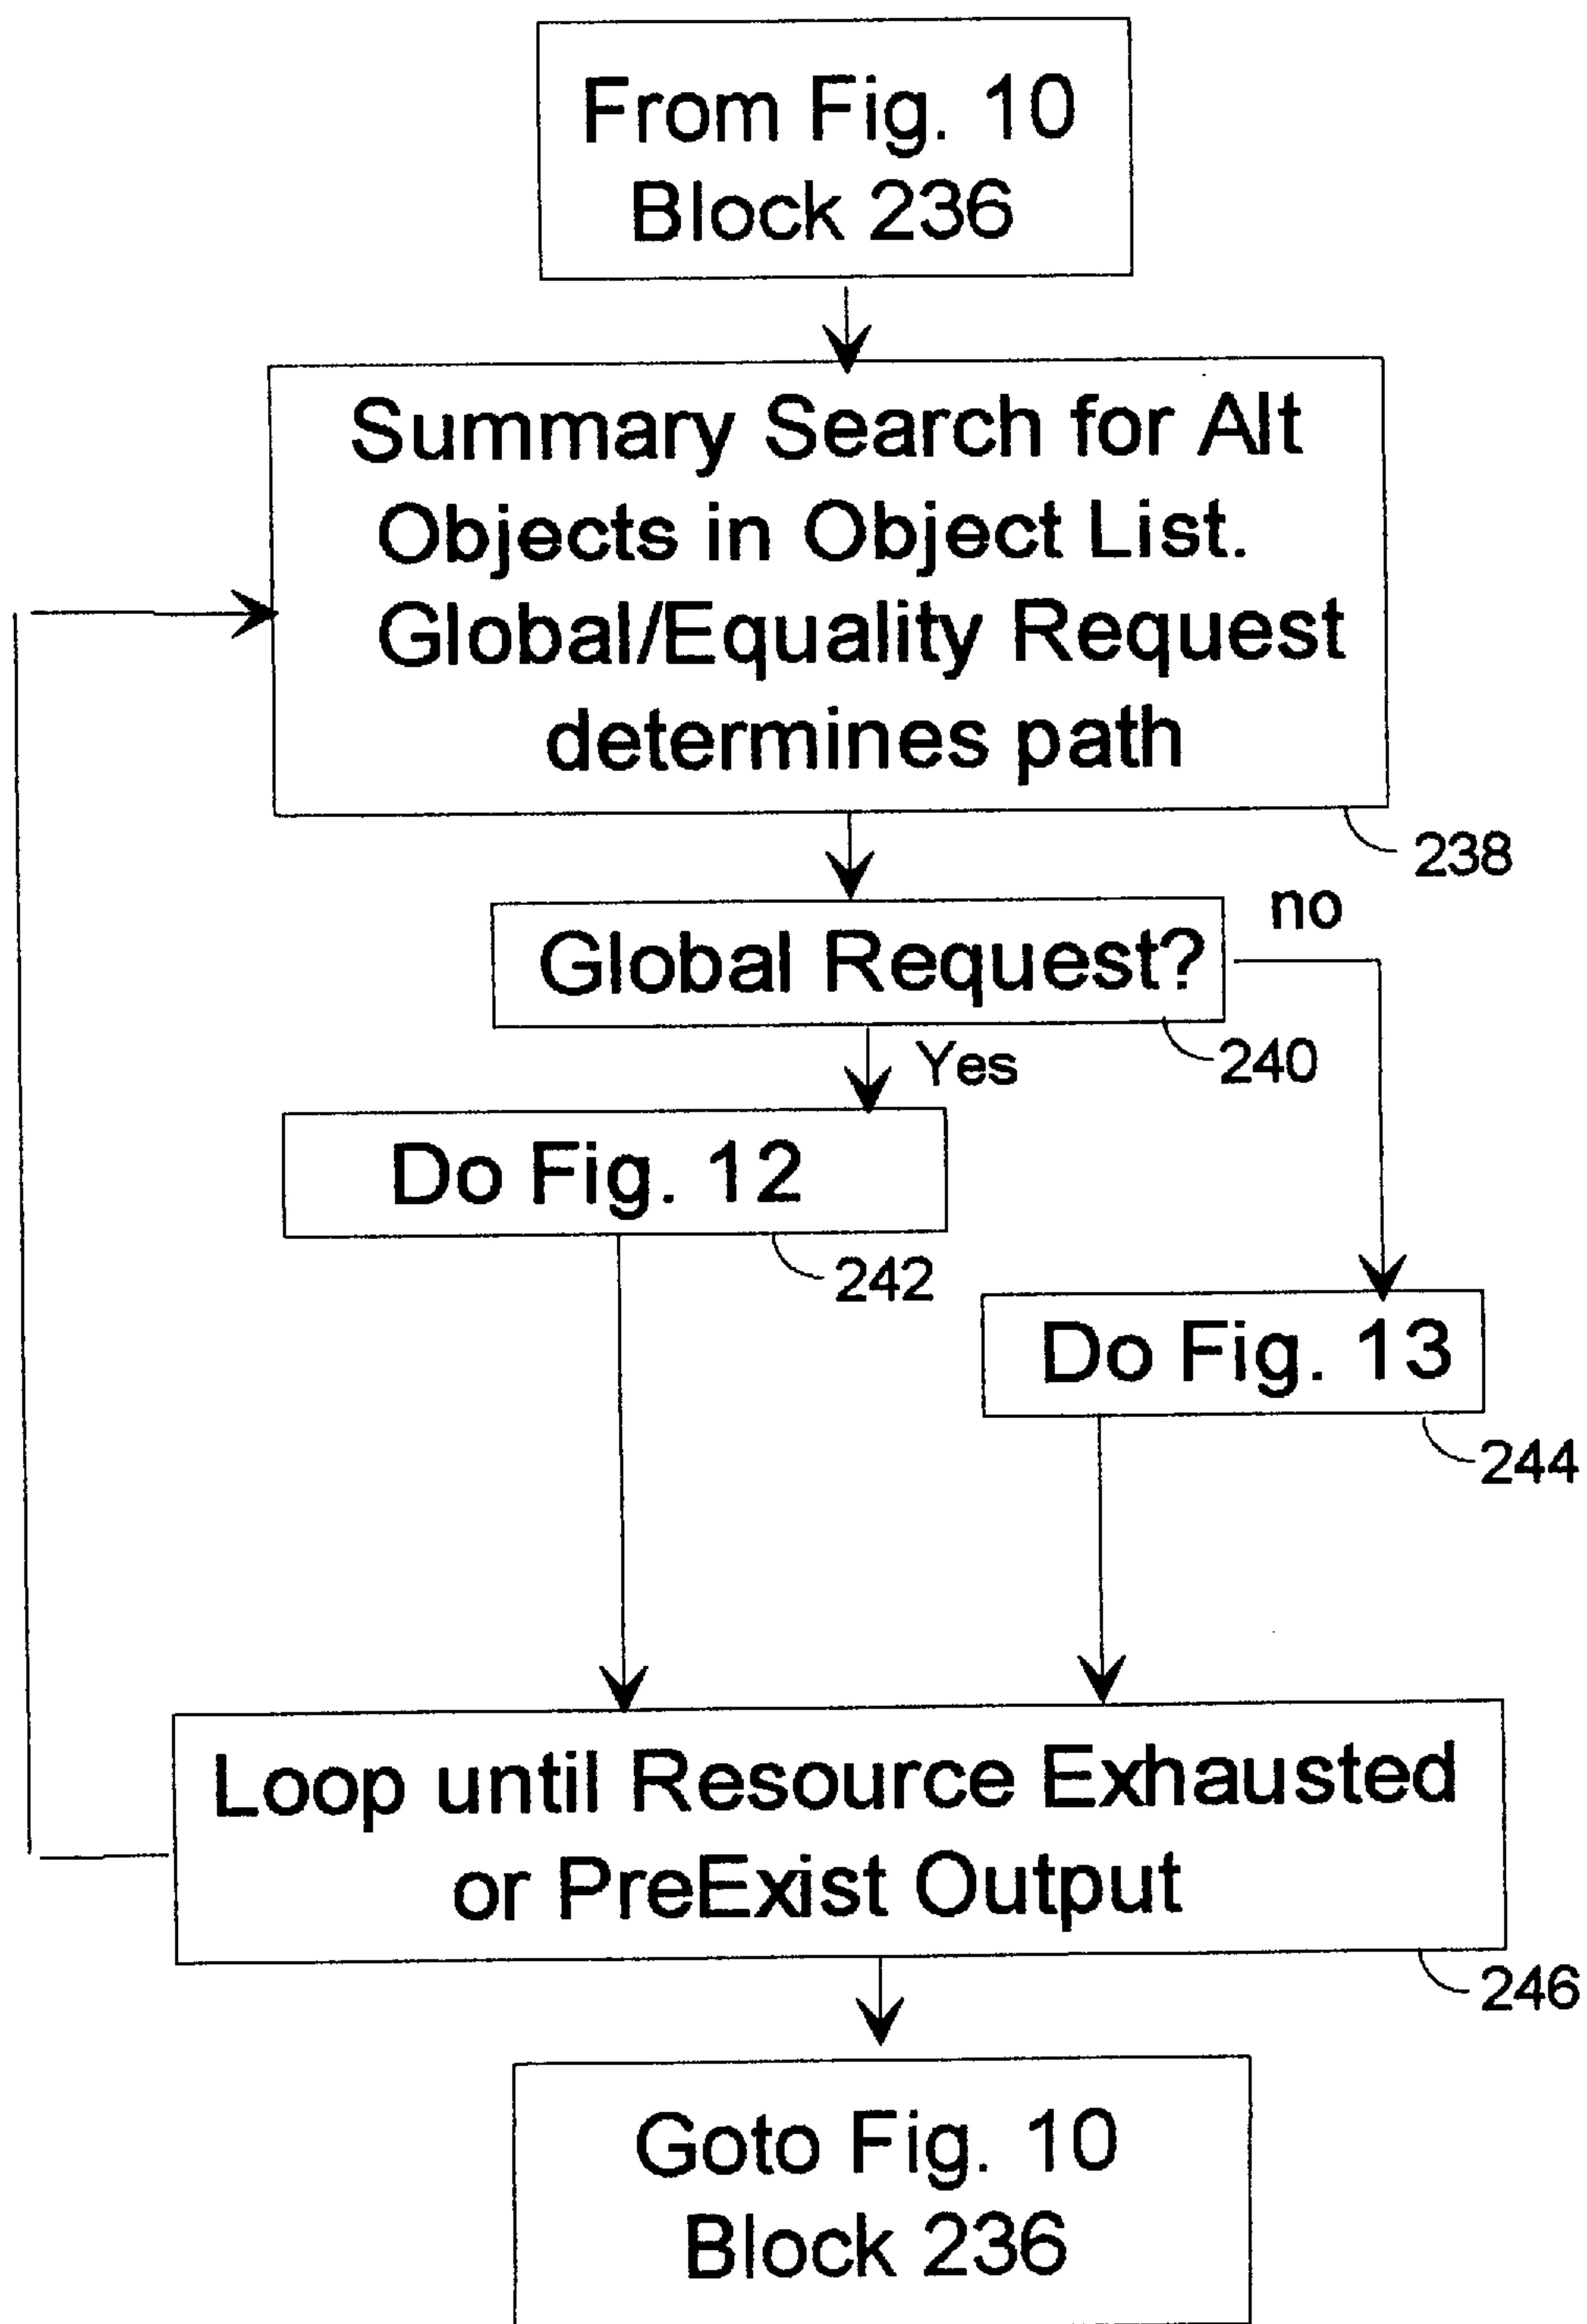 From Fig. 10
Block 236
Summary Search for Alt
Objects in Object List.
Global/Equality Request
determines path
238
Global Request?
no
240
Yes
Do Fig. 12
242
Do Fig. 13
244
Loop until Resource Exhausted
or PreExist Output
246
Goto Fig. 10
Block 236